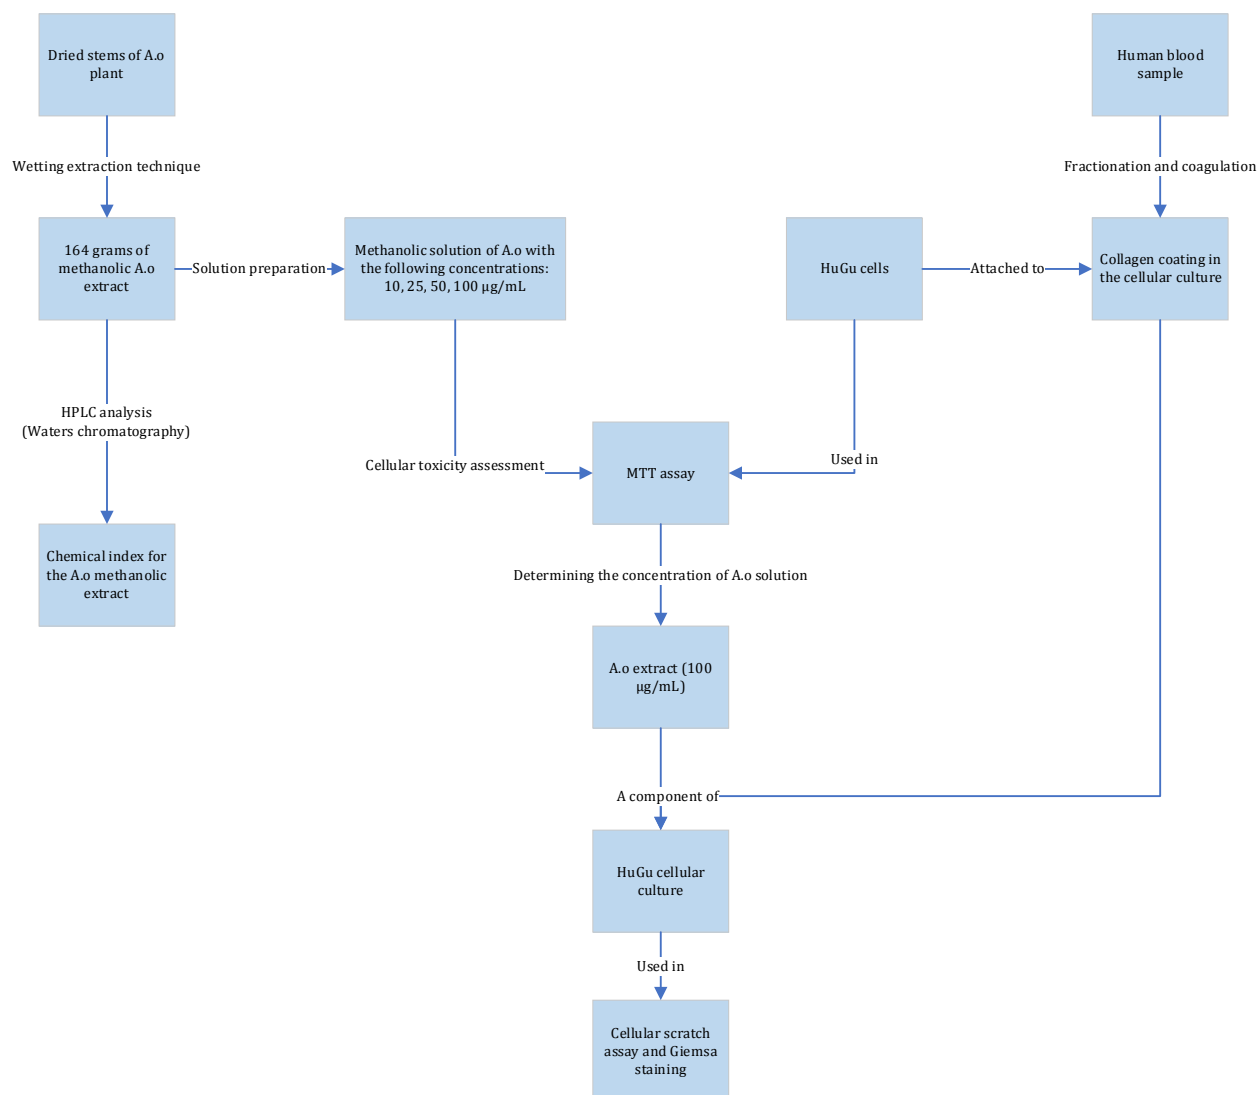 Dried stems of A.o
plant
Human blood
sample
Wetting extraction technique
Fractionation and coagulation
164 grams of
methanolic A.o
extract
Solution preparation
Methanolic solution of A.o with
the following concentrations:
10, 25, 50, 100 µg/mL
HuGu cells
Attached to
Collagen coating in
the cellular culture
HPLC analysis
(Waters chromatography)
Cellular toxicity assessment
MTT assay
Used in
Chemical index for
the A.o methanolic
extract
Determining the concentration of A.o solution
A.o extract (100
µg/mL)
A component of
HuGu cellular
culture
Used in
Cellular scratch
assay and Giemsa
staining